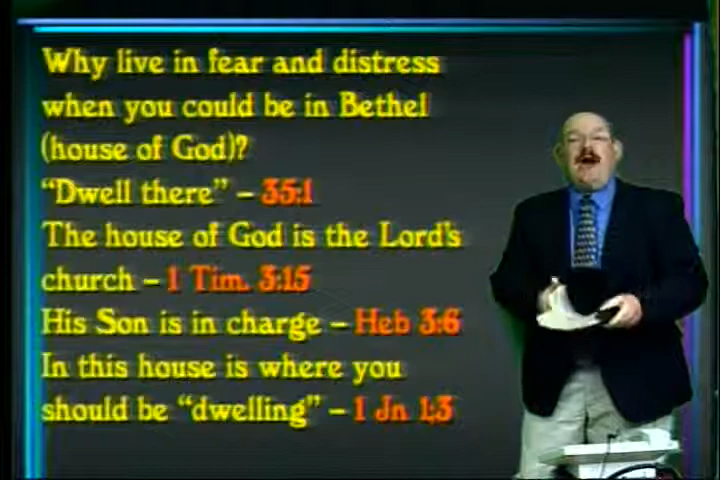 Why live in fear and distress
when you could be in Bethel
(house of God)?
“Dwell there” – 35:1
The house of God is the Lord's
church – 1 Tim. 3:15
His Son is in charge – Heb 3:6
In this house is where you
should be “dwelling” – 1 Jn 1:3